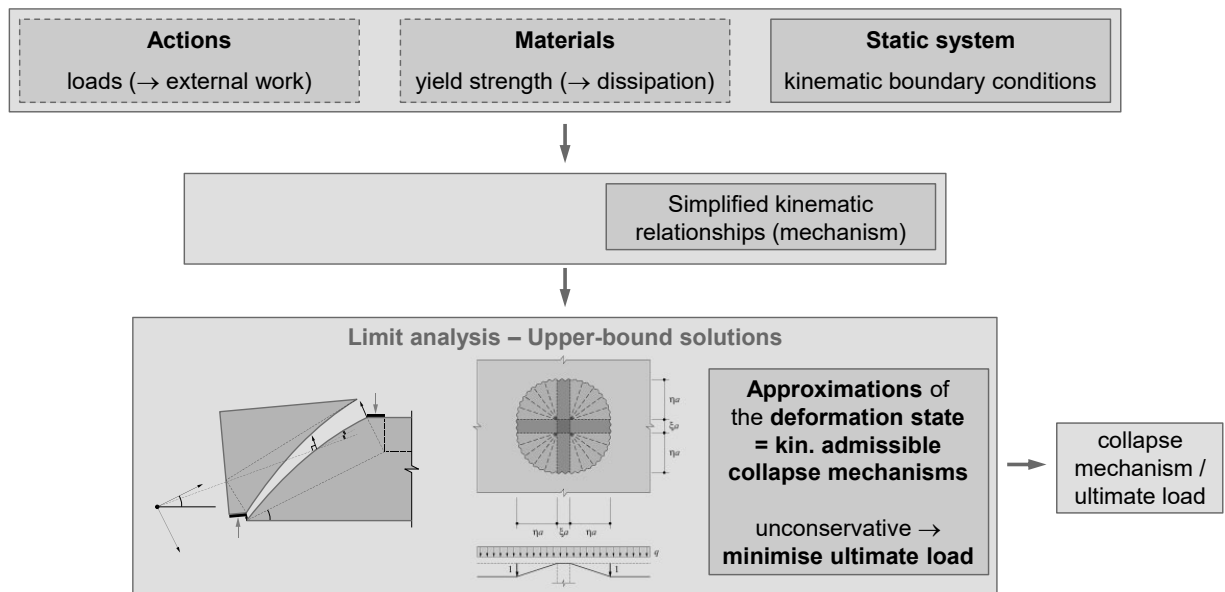 Actions
loads (→ external work)
Materials
yield strength (→ dissipation)
Static system
kinematic boundary conditions
Simplified kinematic
relationships (mechanism)
Limit analysis – Upper-bound solutions
ηa
ξa
ηa
ηa
ξa
ηa
q
1
1
Approximations of
the deformation state
= kin. admissible
collapse mechanisms
unconservative →
minimise ultimate load
collapse
mechanism /
ultimate load